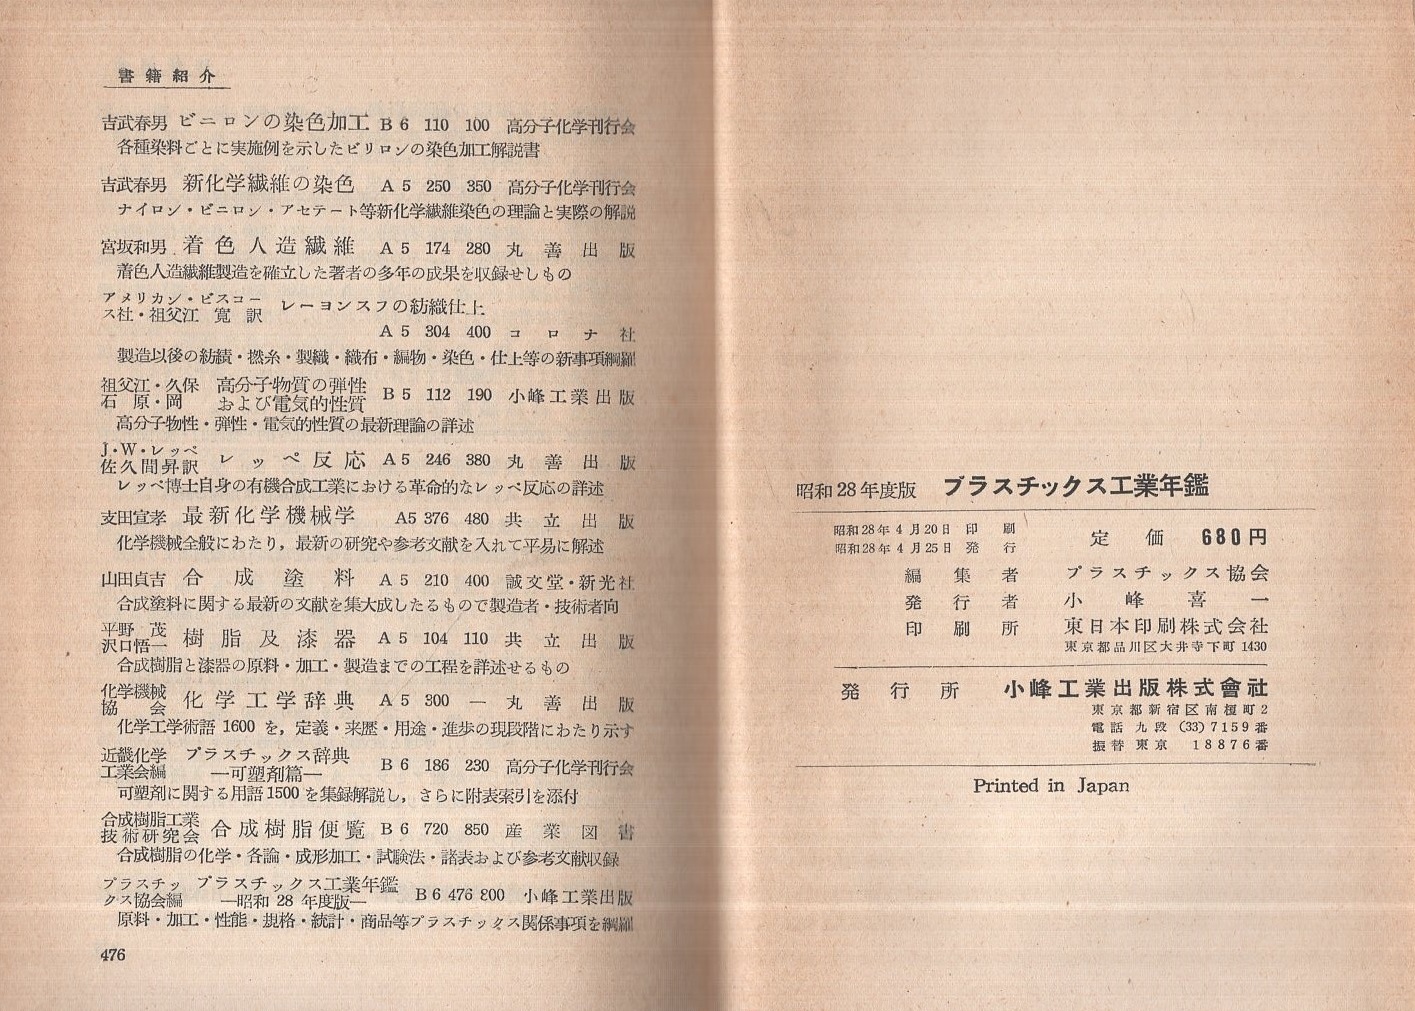 書籍紹介
吉武春男 ビニロンの染色加工 B6 110 100 高分子化学刊行会
各種染料ごとに実施例を示したビリロンの染色加工解説書
吉武春男 新化学繊維の染色 A5 250 350 高分子化学刊行会
ナイロン・ビニロン・アセテート等新化学繊維染色の理論と実際の解説
宮坂和男 着色人造繊維 A5 174 280 丸善出版
着色人造繊維製造を確立した著者の多年の成果を収録せしもの
アメリカン・ビスコー
ス社・祖父江 寛 訳 レーヨンスフの紡織仕上
A5 304 400 コロナ社
製造以後の紡績・撚糸・製織・織布・編物・染色・仕上等の新事項網羅
祖父江・久保 高分子物質の弾性
石原・岡 および電気的性質 B5 112 190 小峰工業出版
高分子物性・弾性・電気的性質の最新理論の詳述
J・W・レッペ
佐久間昇訳 レッペ反応 A5 246 380 丸善出版
レッペ博士自身の有機合成工業における革命的なレッペ反応の詳述
支田宣孝 最新化学機械学 A5 376 480 共立出版
化学機械全般にわたり，最新の研究や参考文献を入れて平易に解述
山田貞吉 合成塗料 A5 210 400 誠文堂・新光社
合成塗料に関する最新の文献を集大成したるもので製造者・技術者向
平野 茂
沢口悟一 樹脂及漆器 A5 104 110 共立出版
合成樹脂と漆器の原料・加工・製造までの工程を詳述せるもの
化学機械
協会 化学工学辞典 A5 300 ― 丸善出版
化学工学術語 1600 を，定義・来歴・用途・進歩の現段階にわたり示す
近畿化学 プラスチックス辞典
工業会編 ―可塑剤篇― B6 186 230 高分子化学刊行会
可塑剤に関する用語 1500 を集録解説し，さらに附表索引を添付
合成樹脂工業
技術研究会 合成樹脂便覧 B6 720 850 産業図書
合成樹脂の化学・各論・成形加工・試験法・諸表および参考文献収録
プラスチッ プラスチックス工業年鑑
クス協会編 ―昭和 28 年度版― B6 476 800 小峰工業出版
原料・加工・性能・規格・統計・商品等プラスチックス関係事項を網羅
476
昭和28年度版 プラスチックス工業年鑑
昭和28年4月20日 印刷
昭和28年4月25日 発行
定価 680円
編集者 プラスチックス協会
発行者 小峰喜一
印刷所 東日本印刷株式会社
東京都品川区大井寺下町 1430
発行所 小峰工業出版株式會社
東京都新宿区南榎町2
電話 九段 (33) 7159番
振替東京 18876番
Printed in Japan